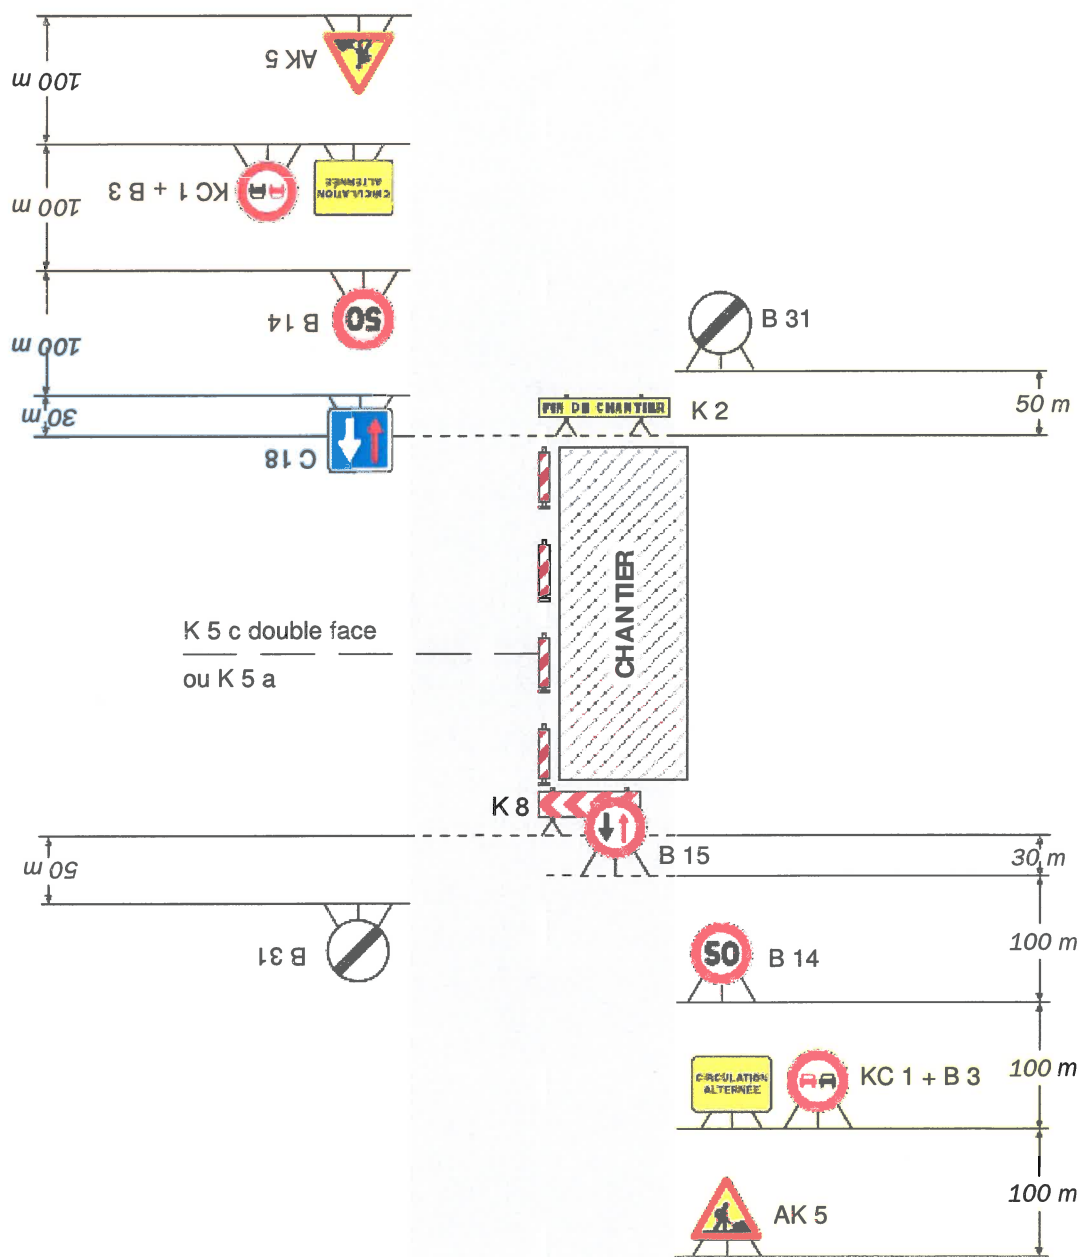 AK 5
100 m
KC 1 + B 3
CIRCULATION
ALTERNÉE
100 m
B 14
50
100 m
B 31
30 m
C 18
FIN DE CHANTIER
K 2
50 m
CHANTIER
K 5 c double face
ou K 5 a
K 8
B 15
30 m
50 m
B 31
50
B 14
100 m
CIRCULATION
ALTERNÉE
KC 1 + B 3
100 m
AK 5
100 m